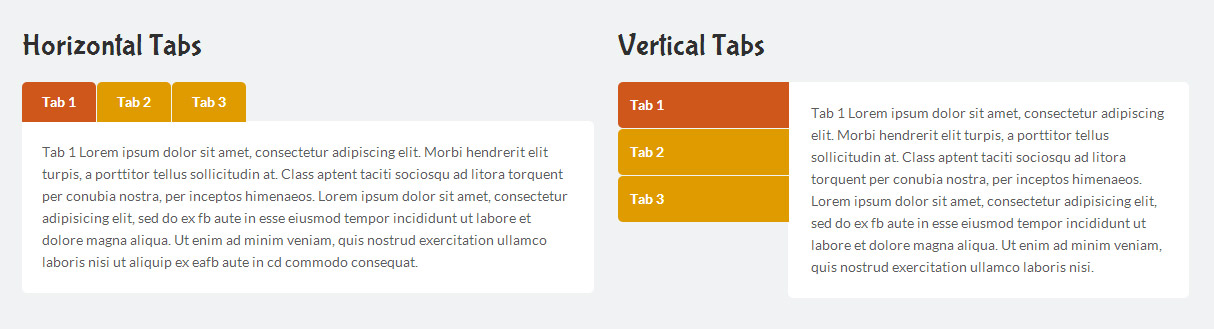 Horizontal Tabs
Tab 1 Tab 2 Tab 3
Tab 1 Lorem ipsum dolor sit amet, consectetur adipiscing elit. Morbi hendrerit elit
turpis, a porttitor tellus sollicitudin at. Class aptent taciti sociosqu ad litora torquent
per conubia nostra, per inceptos himenaeos. Lorem ipsum dolor sit amet, consectetur
adipisicing elit, sed do ex fb aute in esse eiusmod tempor incididunt ut labore et
dolore magna aliqua. Ut enim ad minim veniam, quis nostrud exercitation ullamco
laboris nisi ut aliquip ex eafb aute in cd commodo consequat.
Vertical Tabs
Tab 1
Tab 2
Tab 3
Tab 1 Lorem ipsum dolor sit amet, consectetur adipiscing
elit. Morbi hendrerit elit turpis, a porttitor tellus
sollicitudin at. Class aptent taciti sociosqu ad litora
torquent per conubia nostra, per inceptos himenaeos.
Lorem ipsum dolor sit amet, consectetur adipisicing elit,
sed do ex fb aute in esse eiusmod tempor incididunt ut
labore et dolore magna aliqua. Ut enim ad minim veniam,
quis nostrud exercitation ullamco laboris nisi.